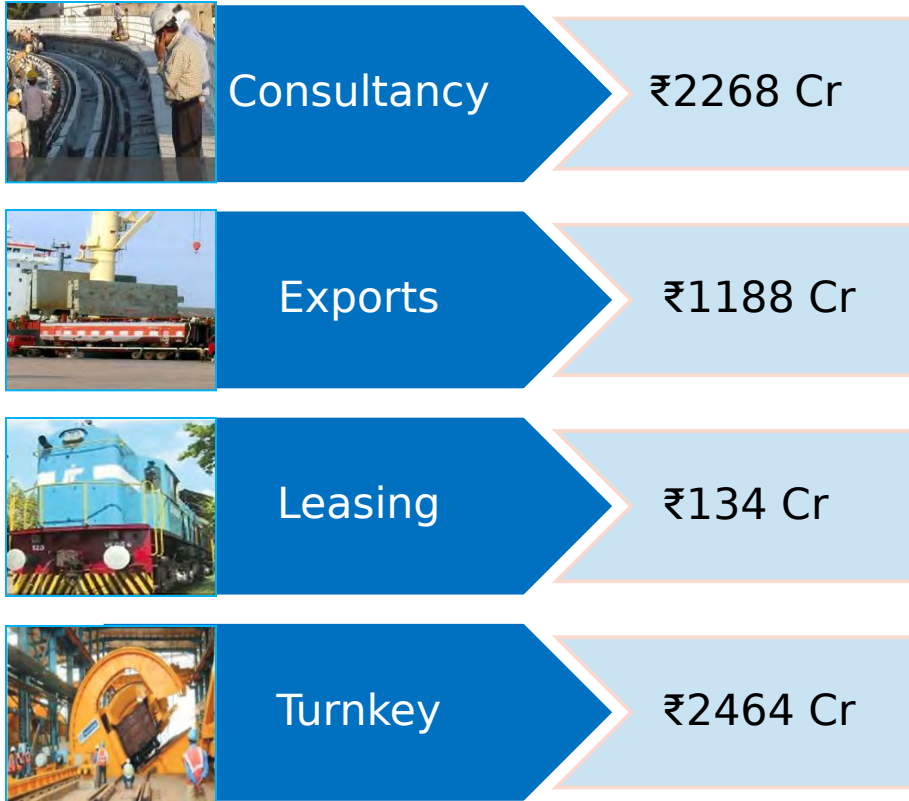 Consultancy
₹2268 Cr
Exports
₹1188 Cr
Leasing
₹134 Cr
Turnkey
₹2464 Cr